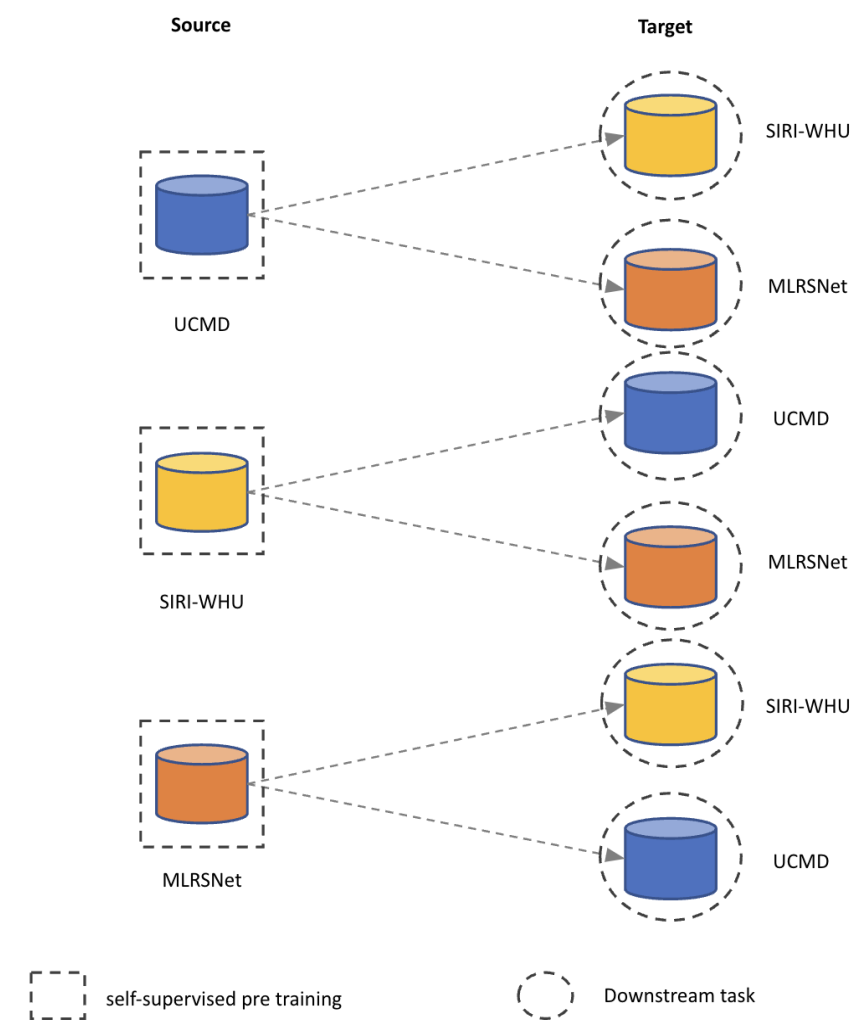 Source
Target
SIRI-WHU
MLRSNet
UCMD
UCMD
SIRI-WHU
MLRSNet
SIRI-WHU
MLRSNet
UCMD
self-supervised pre training
Downstream task